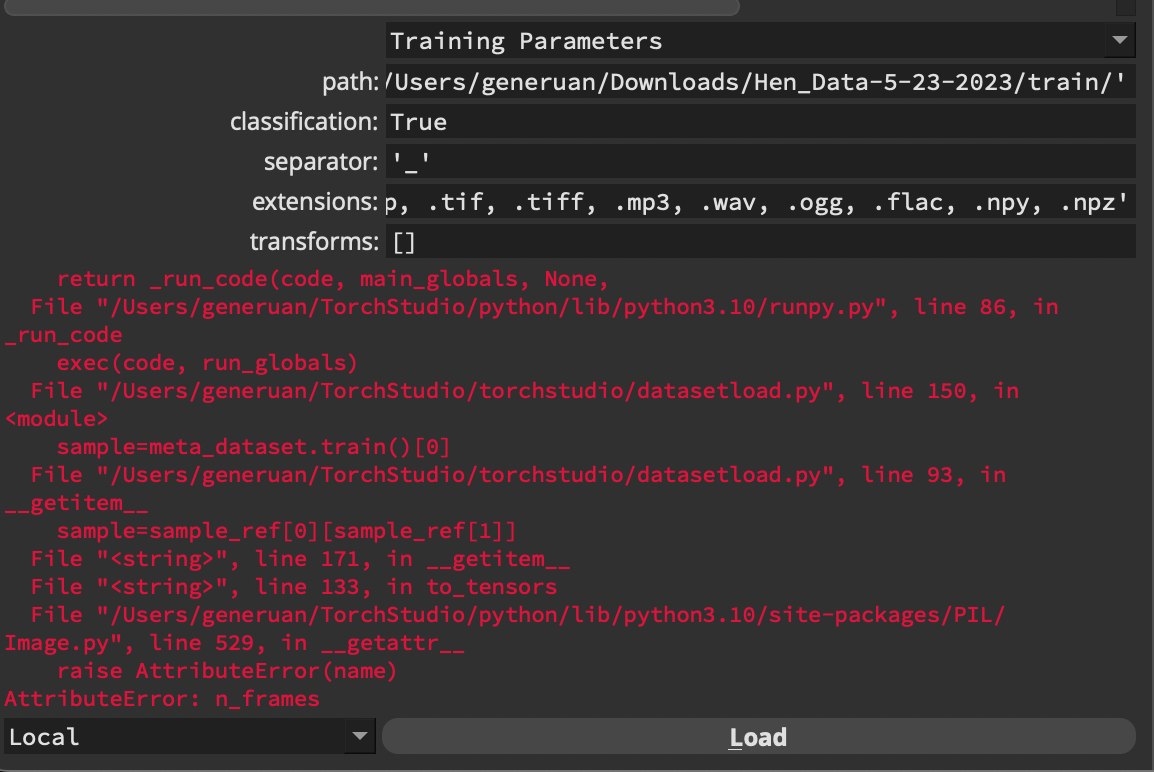 Training Parameters
path: /Users/generuan/Downloads/Hen_Data-5-23-2023/train/'
classification: True
separator: '_'
extensions: p, .tif, .tiff, .mp3, .wav, .ogg, .flac, .npy, .npz'
transforms: []
return _run_code(code, main_globals, None,
File "/Users/generuan/TorchStudio/python/lib/python3.10/runpy.py", line 86, in
_run_code
exec(code, run_globals)
File "/Users/generuan/TorchStudio/torchstudio/datasetload.py", line 150, in
<module>
sample=meta_dataset.train()[0]
File "/Users/generuan/TorchStudio/torchstudio/datasetload.py", line 93, in
__getitem__
sample=sample_ref[0][sample_ref[1]]
File "<string>", line 171, in __getitem__
File "<string>", line 133, in to_tensors
File "/Users/generuan/TorchStudio/python/lib/python3.10/site-packages/PIL/
Image.py", line 529, in __getattr__
raise AttributeError(name)
AttributeError: n_frames
Local
Load